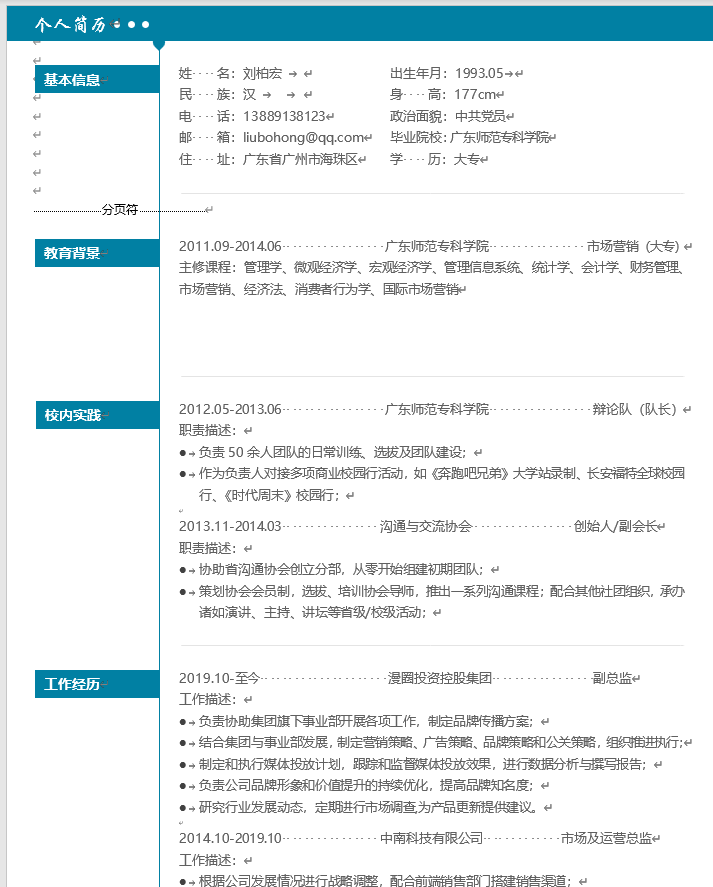 个人简历
基本信息
姓 名：刘柏宏 出生年月：1993.05
民 族：汉 身 高：177cm
电 话：13889138123 政治面貌：中共党员
邮 箱：liubohong@qq.com 毕业院校：广东师范专科学院
住 址：广东省广州市海珠区 学 历：大专
分页符
教育背景
2011.09-2014.06 广东师范专科学院 市场营销（大专）
主修课程：管理学、微观经济学、宏观经济学、管理信息系统、统计学、会计学、财务管理、
市场营销、经济法、消费者行为学、国际市场营销
校内实践
2012.05-2013.06 广东师范专科学院 辩论队（队长）
职责描述：
● 负责 50 余人团队的日常训练、选拔及团队建设；
● 作为负责人对接多项商业校园行活动，如《奔跑吧兄弟》大学站录制、长安福特全球校园
行、《时代周末》校园行；
2013.11-2014.03 沟通与交流协会 创始人/副会长
职责描述：
● 协助省沟通协会创立分部，从零开始组建初期团队；
● 策划协会会员制，选拔、培训协会导师，推出一系列沟通课程；配合其他社团组织，承办
诸如演讲、主持、讲坛等省级/校级活动；
工作经历
2019.10-至今 漫圈投资控股集团 副总监
工作描述：
● 负责协助集团旗下事业部开展各项工作，制定品牌传播方案；
● 结合集团与事业部发展，制定营销策略、广告策略、品牌策略和公关策略，组织推进执行；
● 制定和执行媒体投放计划，跟踪和监督媒体投放效果，进行数据分析与撰写报告；
● 负责公司品牌形象和价值提升的持续优化，提高品牌知名度；
● 研究行业发展动态，定期进行市场调查,为产品更新提供建议。
2014.10-2019.10 中南科技有限公司 市场及运营总监
工作描述：
● 根据公司发展情况进行战略调整，配合前端销售部门搭建销售渠道；